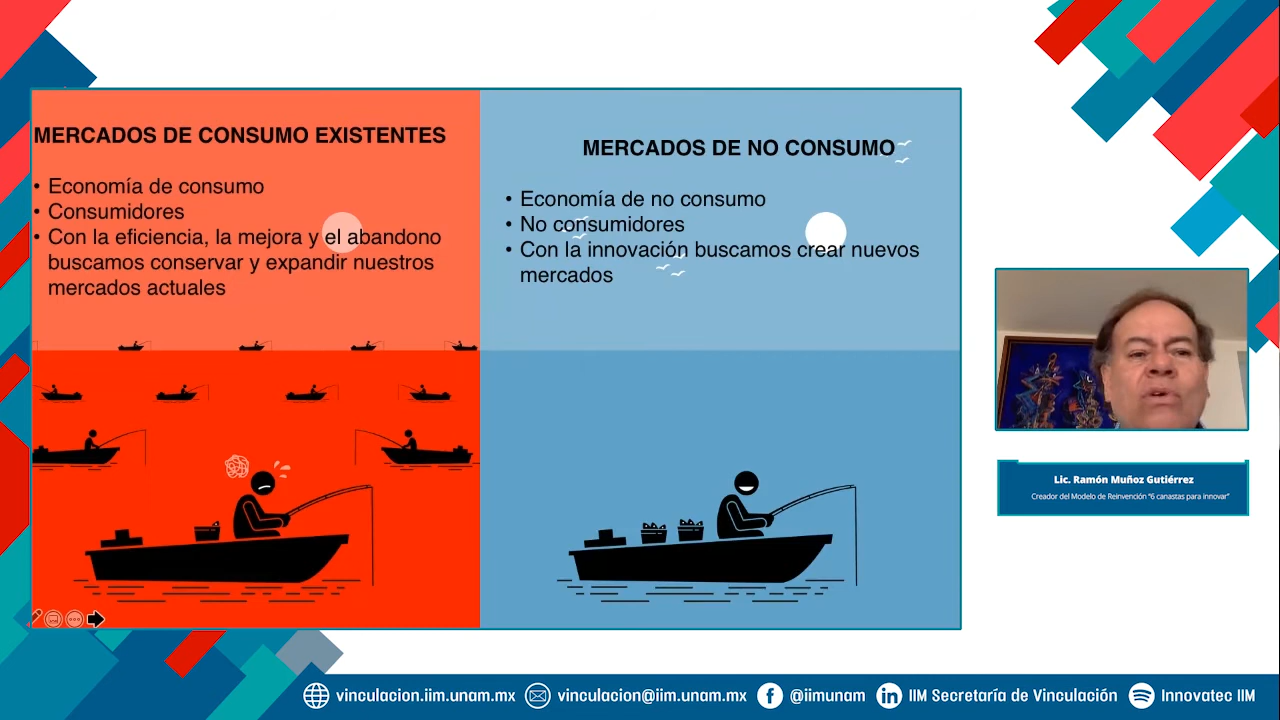 MERCADOS DE CONSUMO EXISTENTES
• Economía de consumo
• Consumidores
• Con la eficiencia, la mejora y el abandono
buscamos conservar y expandir nuestros
mercados actuales
MERCADOS DE NO CONSUMO
• Economía de no consumo
• No consumidores
• Con la innovación buscamos crear nuevos
mercados
Lic. Ramón Muñoz Gutiérrez
Creador del Modelo de Reinvención "6 canastas para innovar"
vinculacion.iim.unam.mx
vinculacion@iim.unam.mx
@iimunam
IIM Secretaría de Vinculación
Innovatec IIM